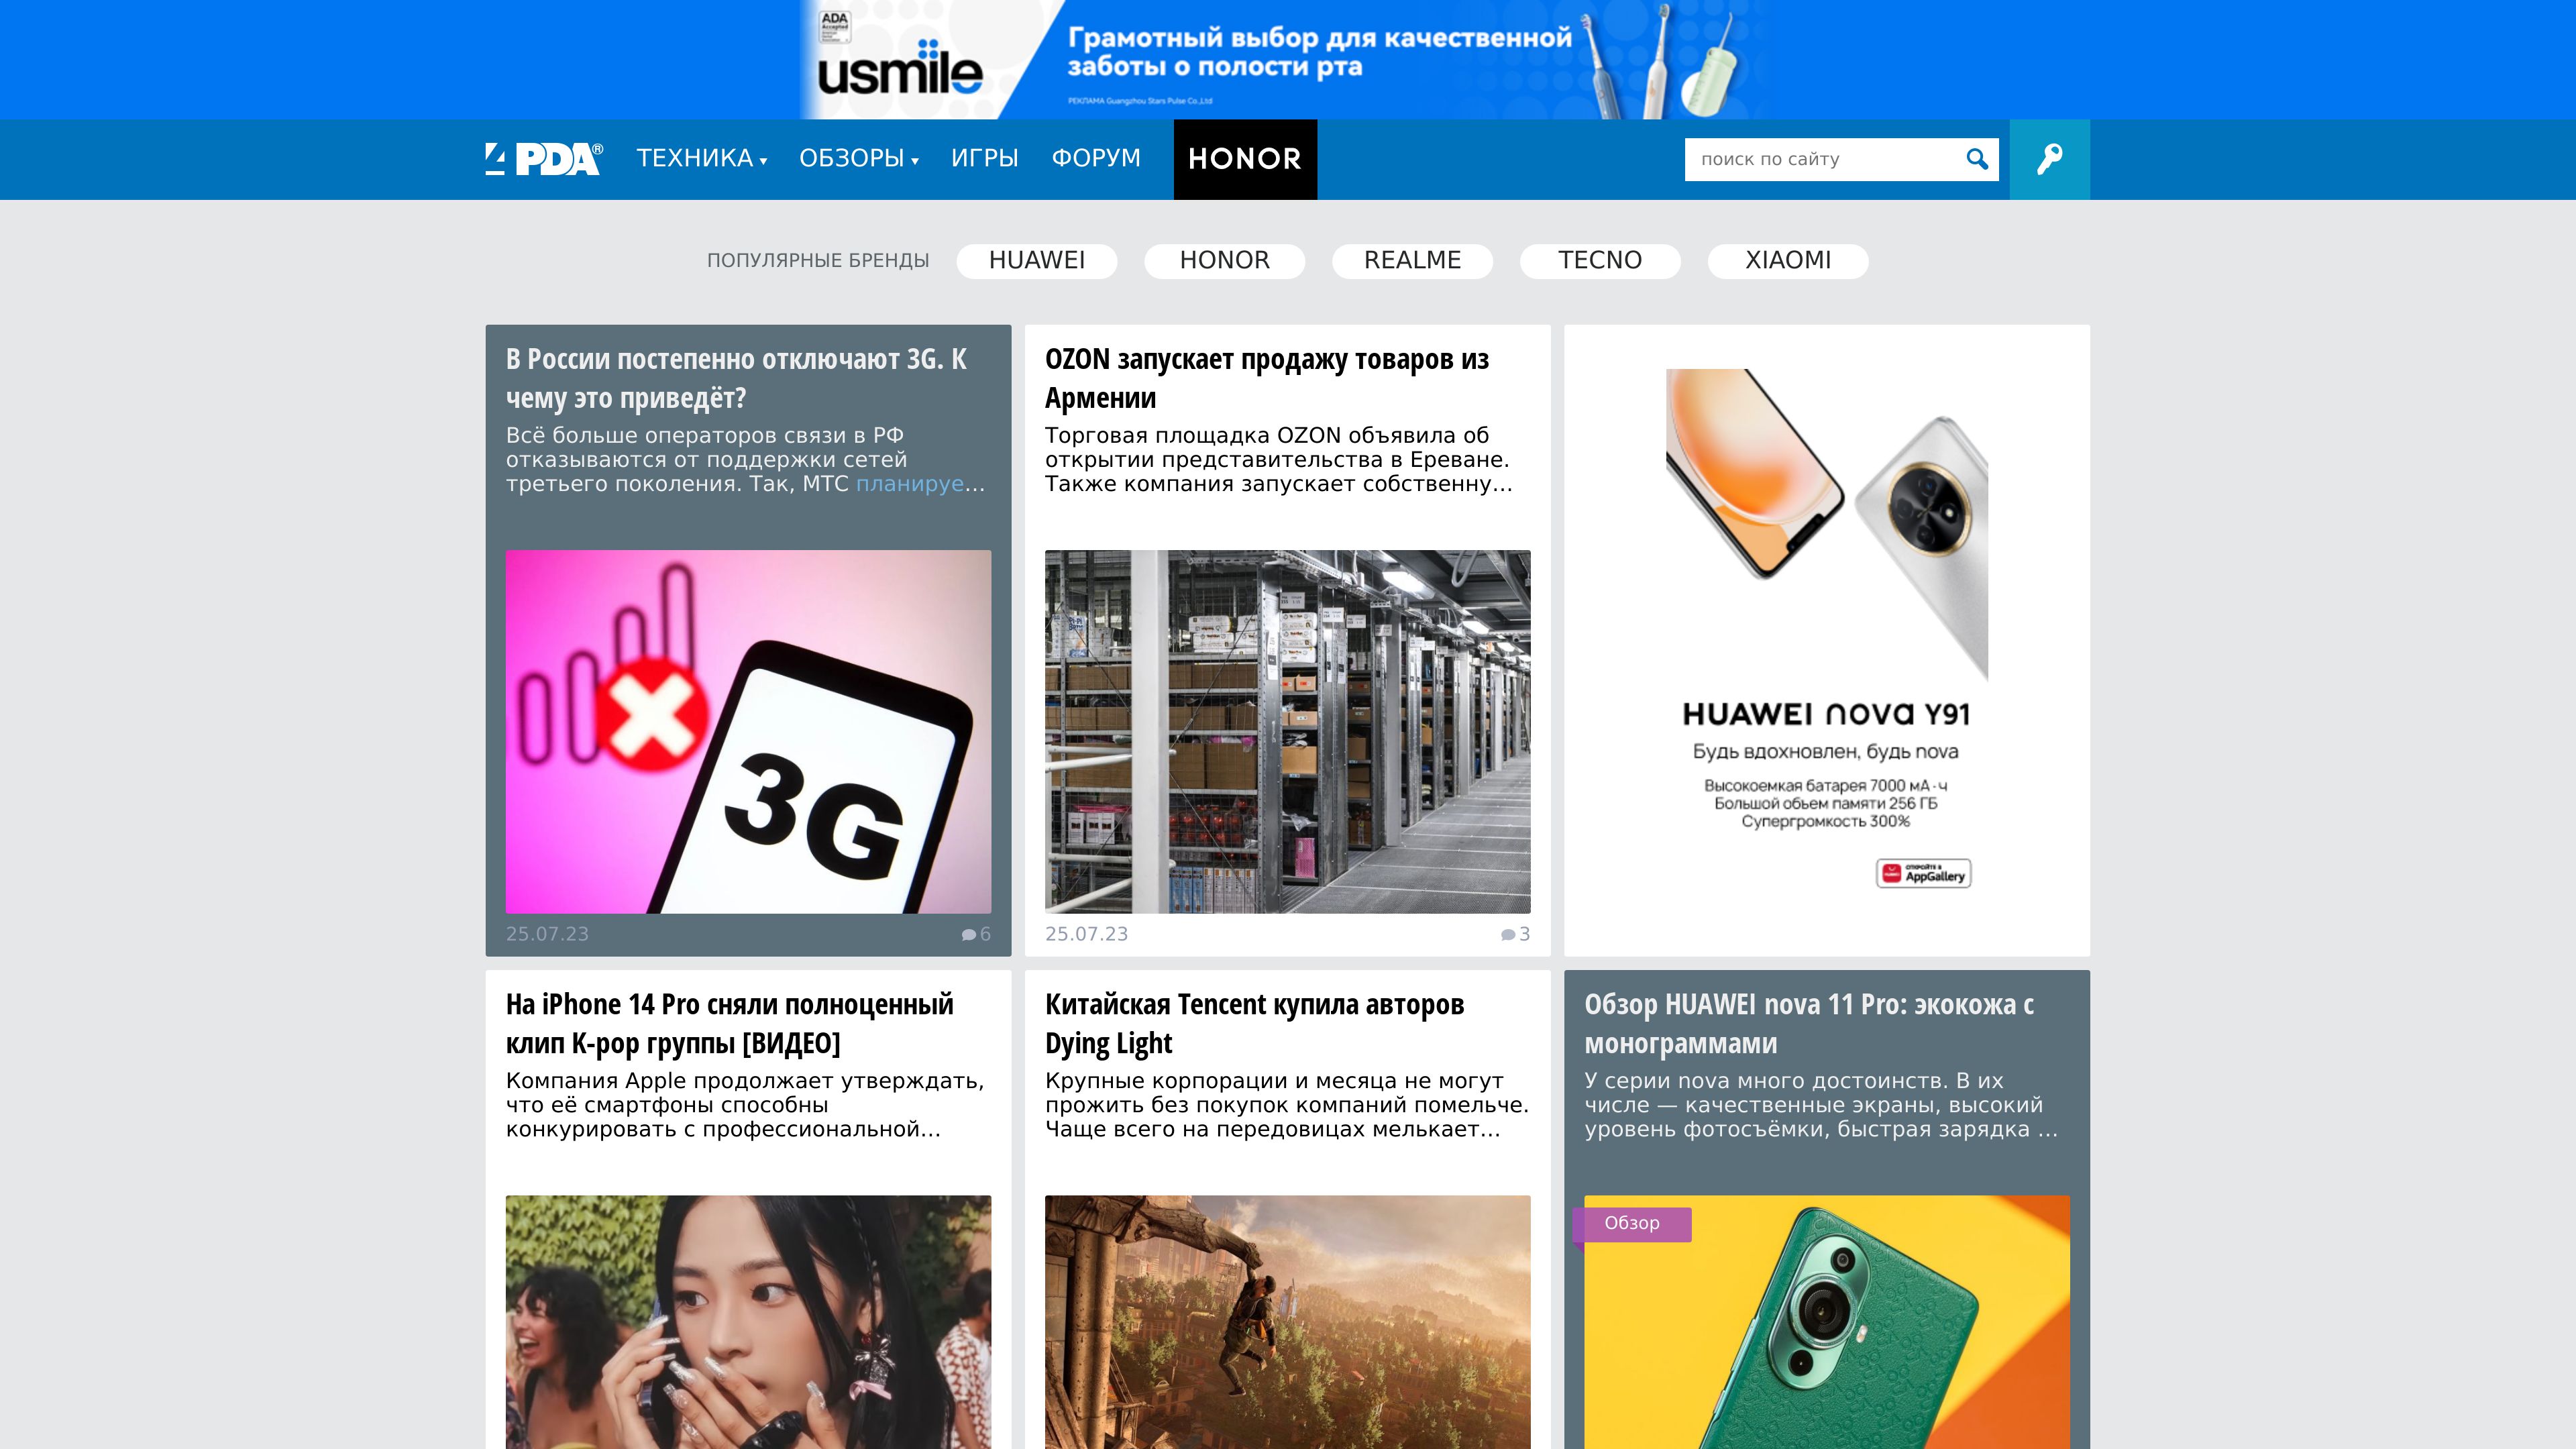 ADA
Accepted
usmile
Грамотный выбор для качественной
заботы о полости рта
РЕКЛАМА Guangzhou Stars Pulse Co.,Ltd
4PDA®
ТЕХНИКА
ОБЗОРЫ
ИГРЫ
ФОРУМ
HONOR
поиск по сайту
ПОПУЛЯРНЫЕ БРЕНДЫ
HUAWEI
HONOR
REALME
TECNO
XIAOMI
В России постепенно отключают 3G. К
чему это приведёт?
Всё больше операторов связи в РФ
отказываются от поддержки сетей
третьего поколения. Так, МТС планируе...
3G
25.07.23
6
OZON запускает продажу товаров из
Армении
Торговая площадка OZON объявила об
открытии представительства в Ереване.
Также компания запускает собственну...
25.07.23
3
HUAWEI nova Y91
Будь вдохновлен, будь nova
Высокоемкая батарея 7000 мА·ч
Большой объем памяти 256 ГБ
Супергромкость 300%
ОТКРОЙТЕ В
AppGallery
На iPhone 14 Pro сняли полноценный
клип K-pop группы [ВИДЕО]
Компания Apple продолжает утверждать,
что её смартфоны способны
конкурировать с профессиональной...
Китайская Tencent купила авторов
Dying Light
Крупные корпорации и месяца не могут
прожить без покупок компаний помельче.
Чаще всего на передовицах мелькает...
Обзор HUAWEI nova 11 Pro: экокожа с
монограммами
У серии nova много достоинств. В их
числе — качественные экраны, высокий
уровень фотосъёмки, быстрая зарядка ...
Обзор